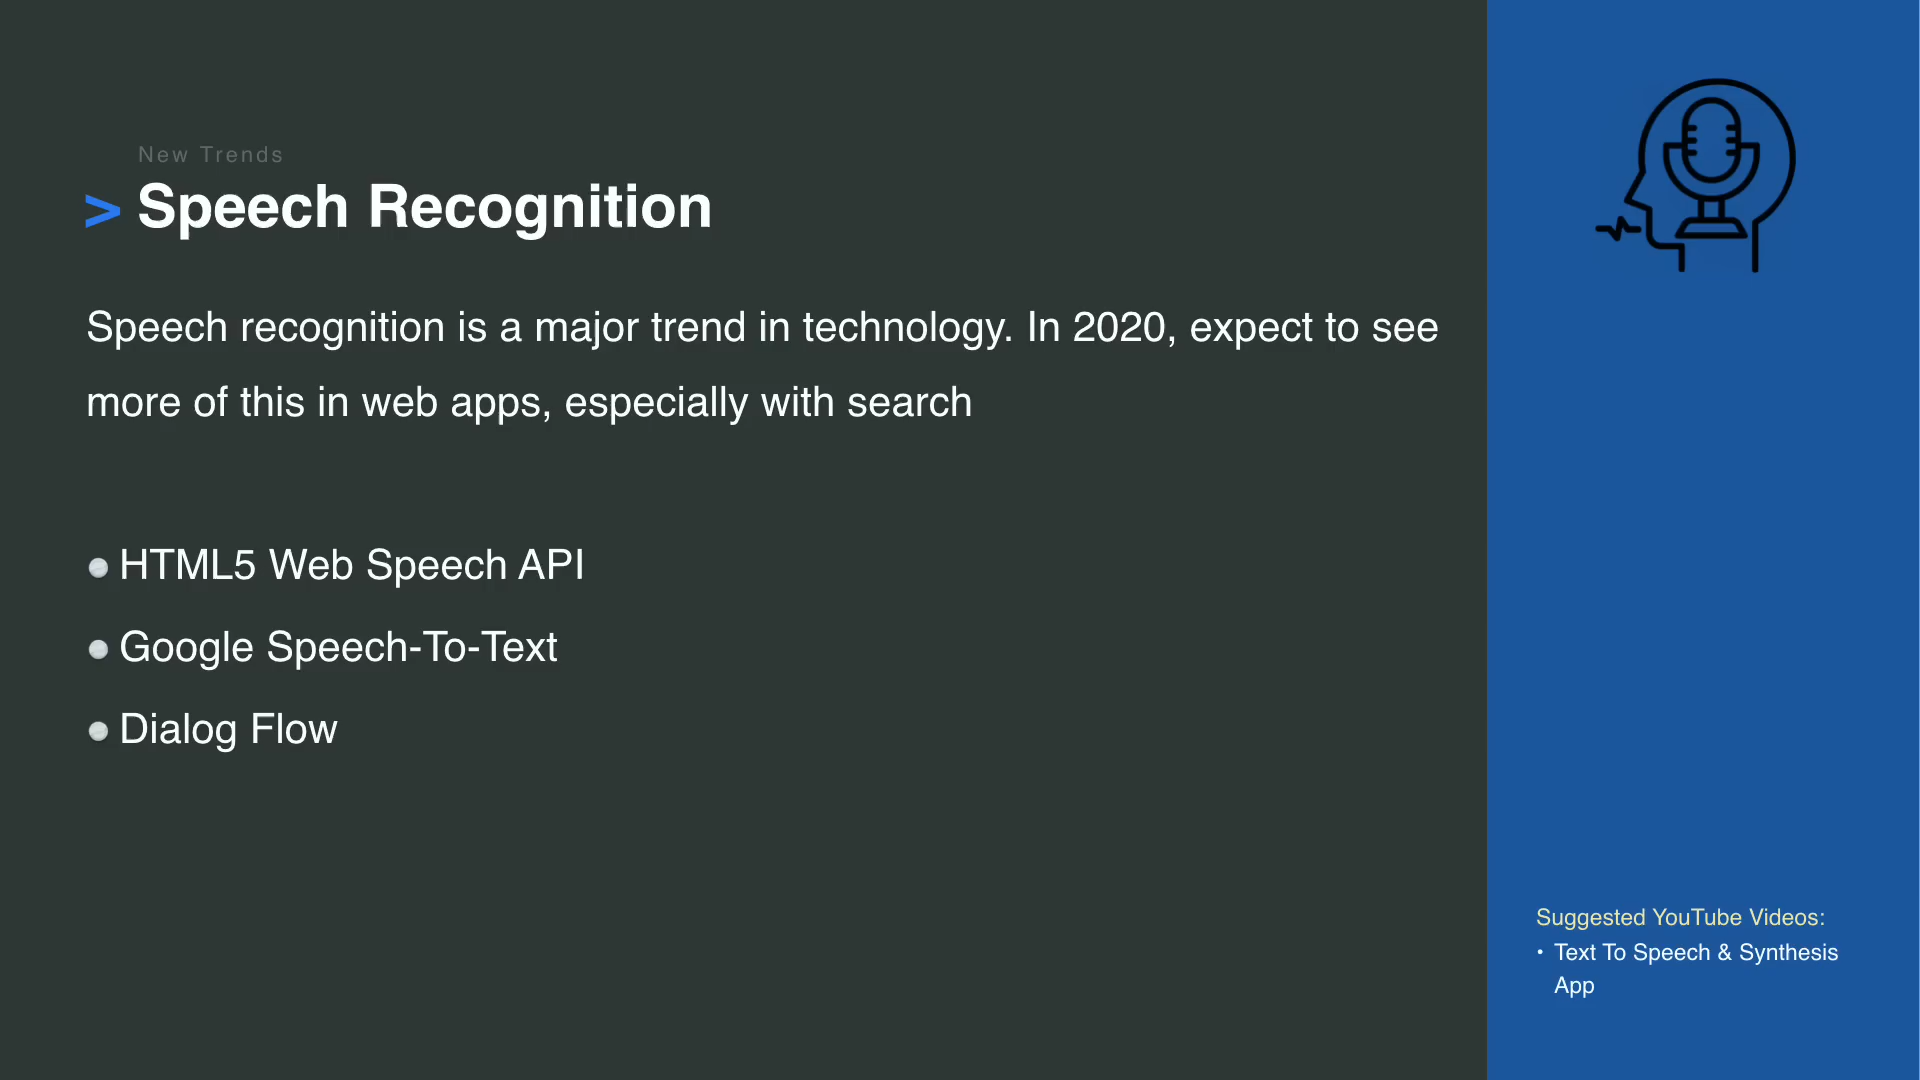 New Trends
> Speech Recognition
Speech recognition is a major trend in technology. In 2020, expect to see
more of this in web apps, especially with search
HTML5 Web Speech API
Google Speech-To-Text
Dialog Flow
Suggested YouTube Videos:
• Text To Speech & Synthesis
App